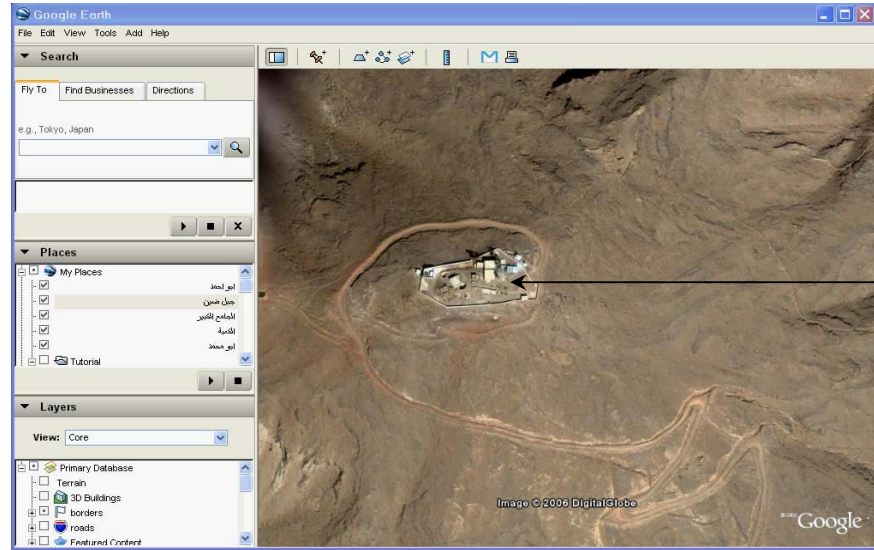 Google Earth
File Edit View Tools Add Help
Search
Fly To Find Businesses Directions
e.g., Tokyo, Japan
Places
My Places
ابو احمد
جبل ضين
الجامع الكبير
الكعبة
ابو محمد
Tutorial
Layers
View: Core
Primary Database
Terrain
3D Buildings
borders
roads
Featured Content
Image © 2006 DigitalGlobe
Google